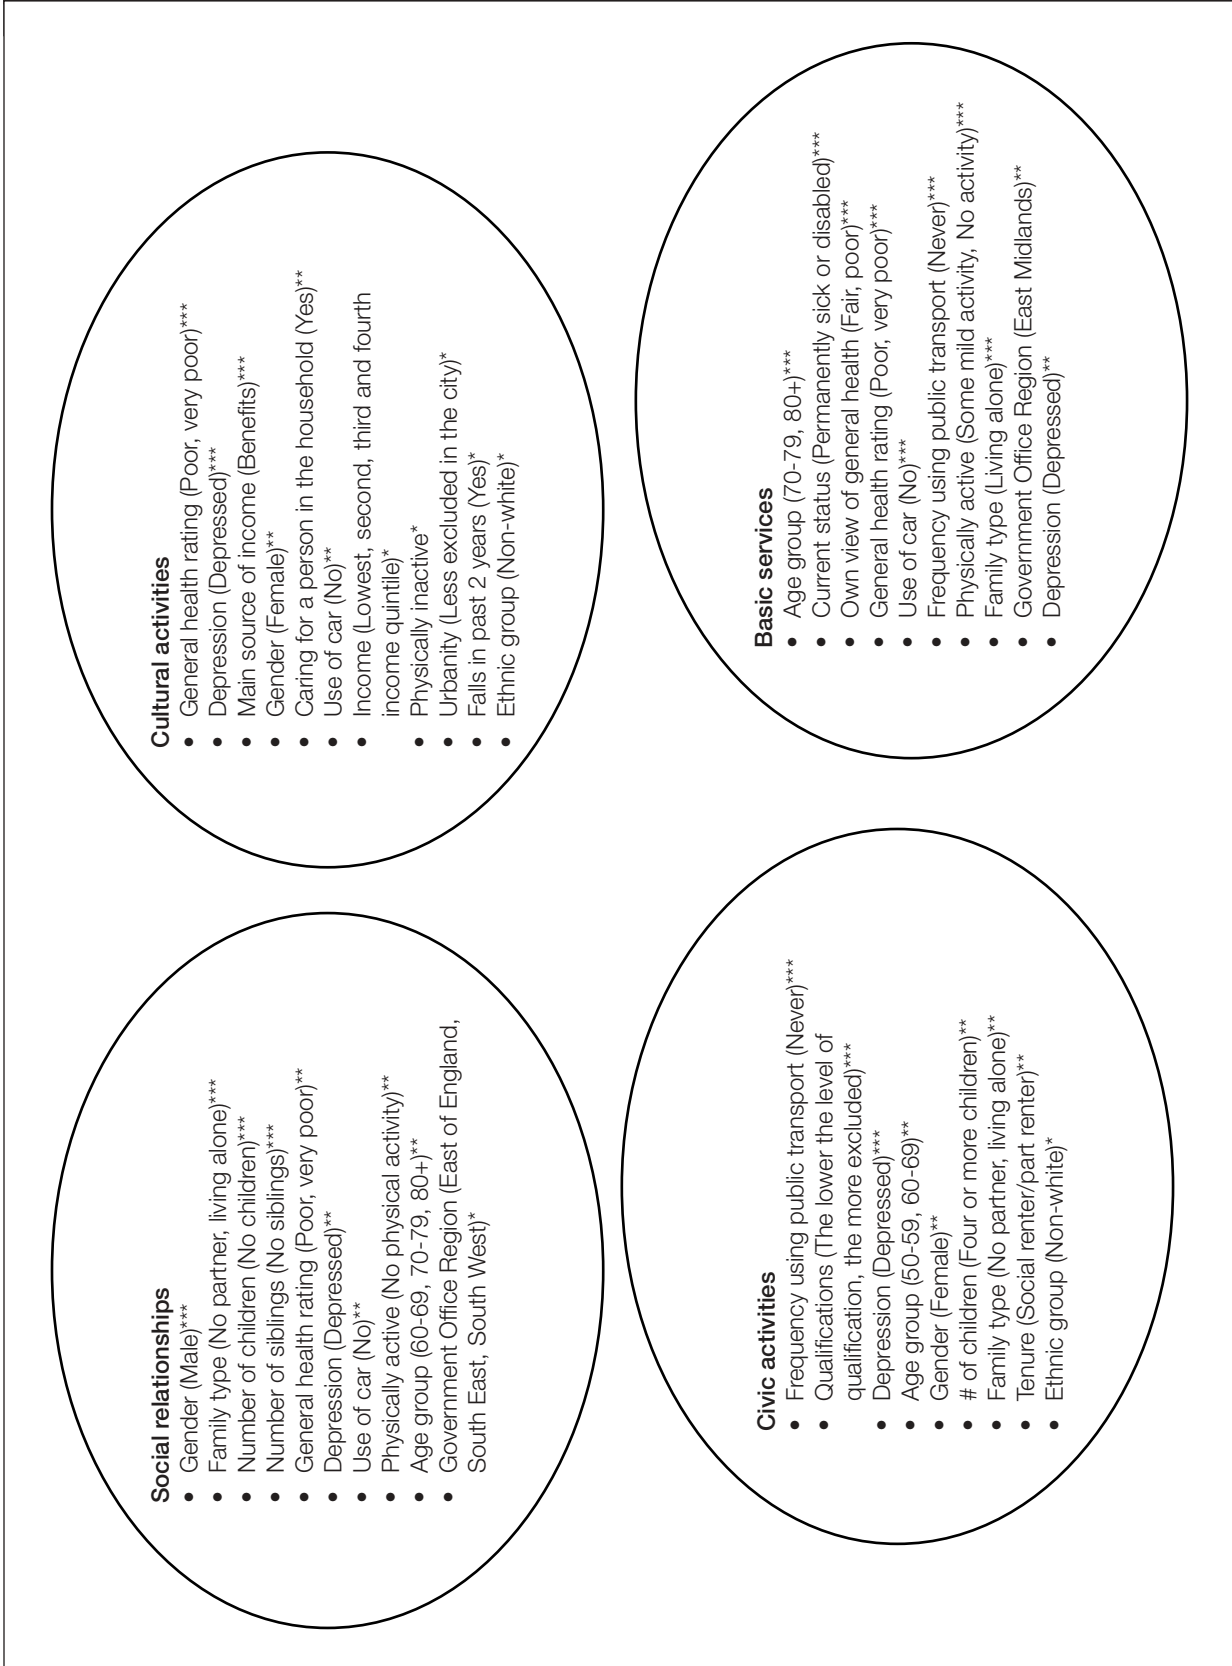 Social relationships
• Gender (Male)***
• Family type (No partner, living alone)***
• Number of children (No children)***
• Number of siblings (No siblings)***
• General health rating (Poor, very poor)**
• Depression (Depressed)**
• Use of car (No)**
• Physically active (No physical activity)**
• Age group (60-69, 70-79, 80+)**
• Government Office Region (East of England,
South East, South West)*
Cultural activities
• General health rating (Poor, very poor)***
• Depression (Depressed)***
• Main source of income (Benefits)***
• Gender (Female)**
• Caring for a person in the household (Yes)**
• Use of car (No)**
• Income (Lowest, second, third and fourth
income quintile)*
• Physically inactive*
• Urbanity (Less excluded in the city)*
• Falls in past 2 years (Yes)*
• Ethnic group (Non-white)*
Civic activities
• Frequency using public transport (Never)***
• Qualifications (The lower the level of
qualification, the more excluded)***
• Depression (Depressed)***
• Age group (50-59, 60-69)**
• Gender (Female)**
• # of children (Four or more children)**
• Family type (No partner, living alone)**
• Tenure (Social renter/part renter)**
• Ethnic group (Non-white)*
Basic services
• Age group (70-79, 80+)***
• Current status (Permanently sick or disabled)***
• Own view of general health (Fair, poor)***
• General health rating (Poor, very poor)***
• Use of car (No)***
• Frequency using public transport (Never)***
• Physically active (Some mild activity, No activity)***
• Family type (Living alone)***
• Government Office Region (East Midlands)**
• Depression (Depressed)**